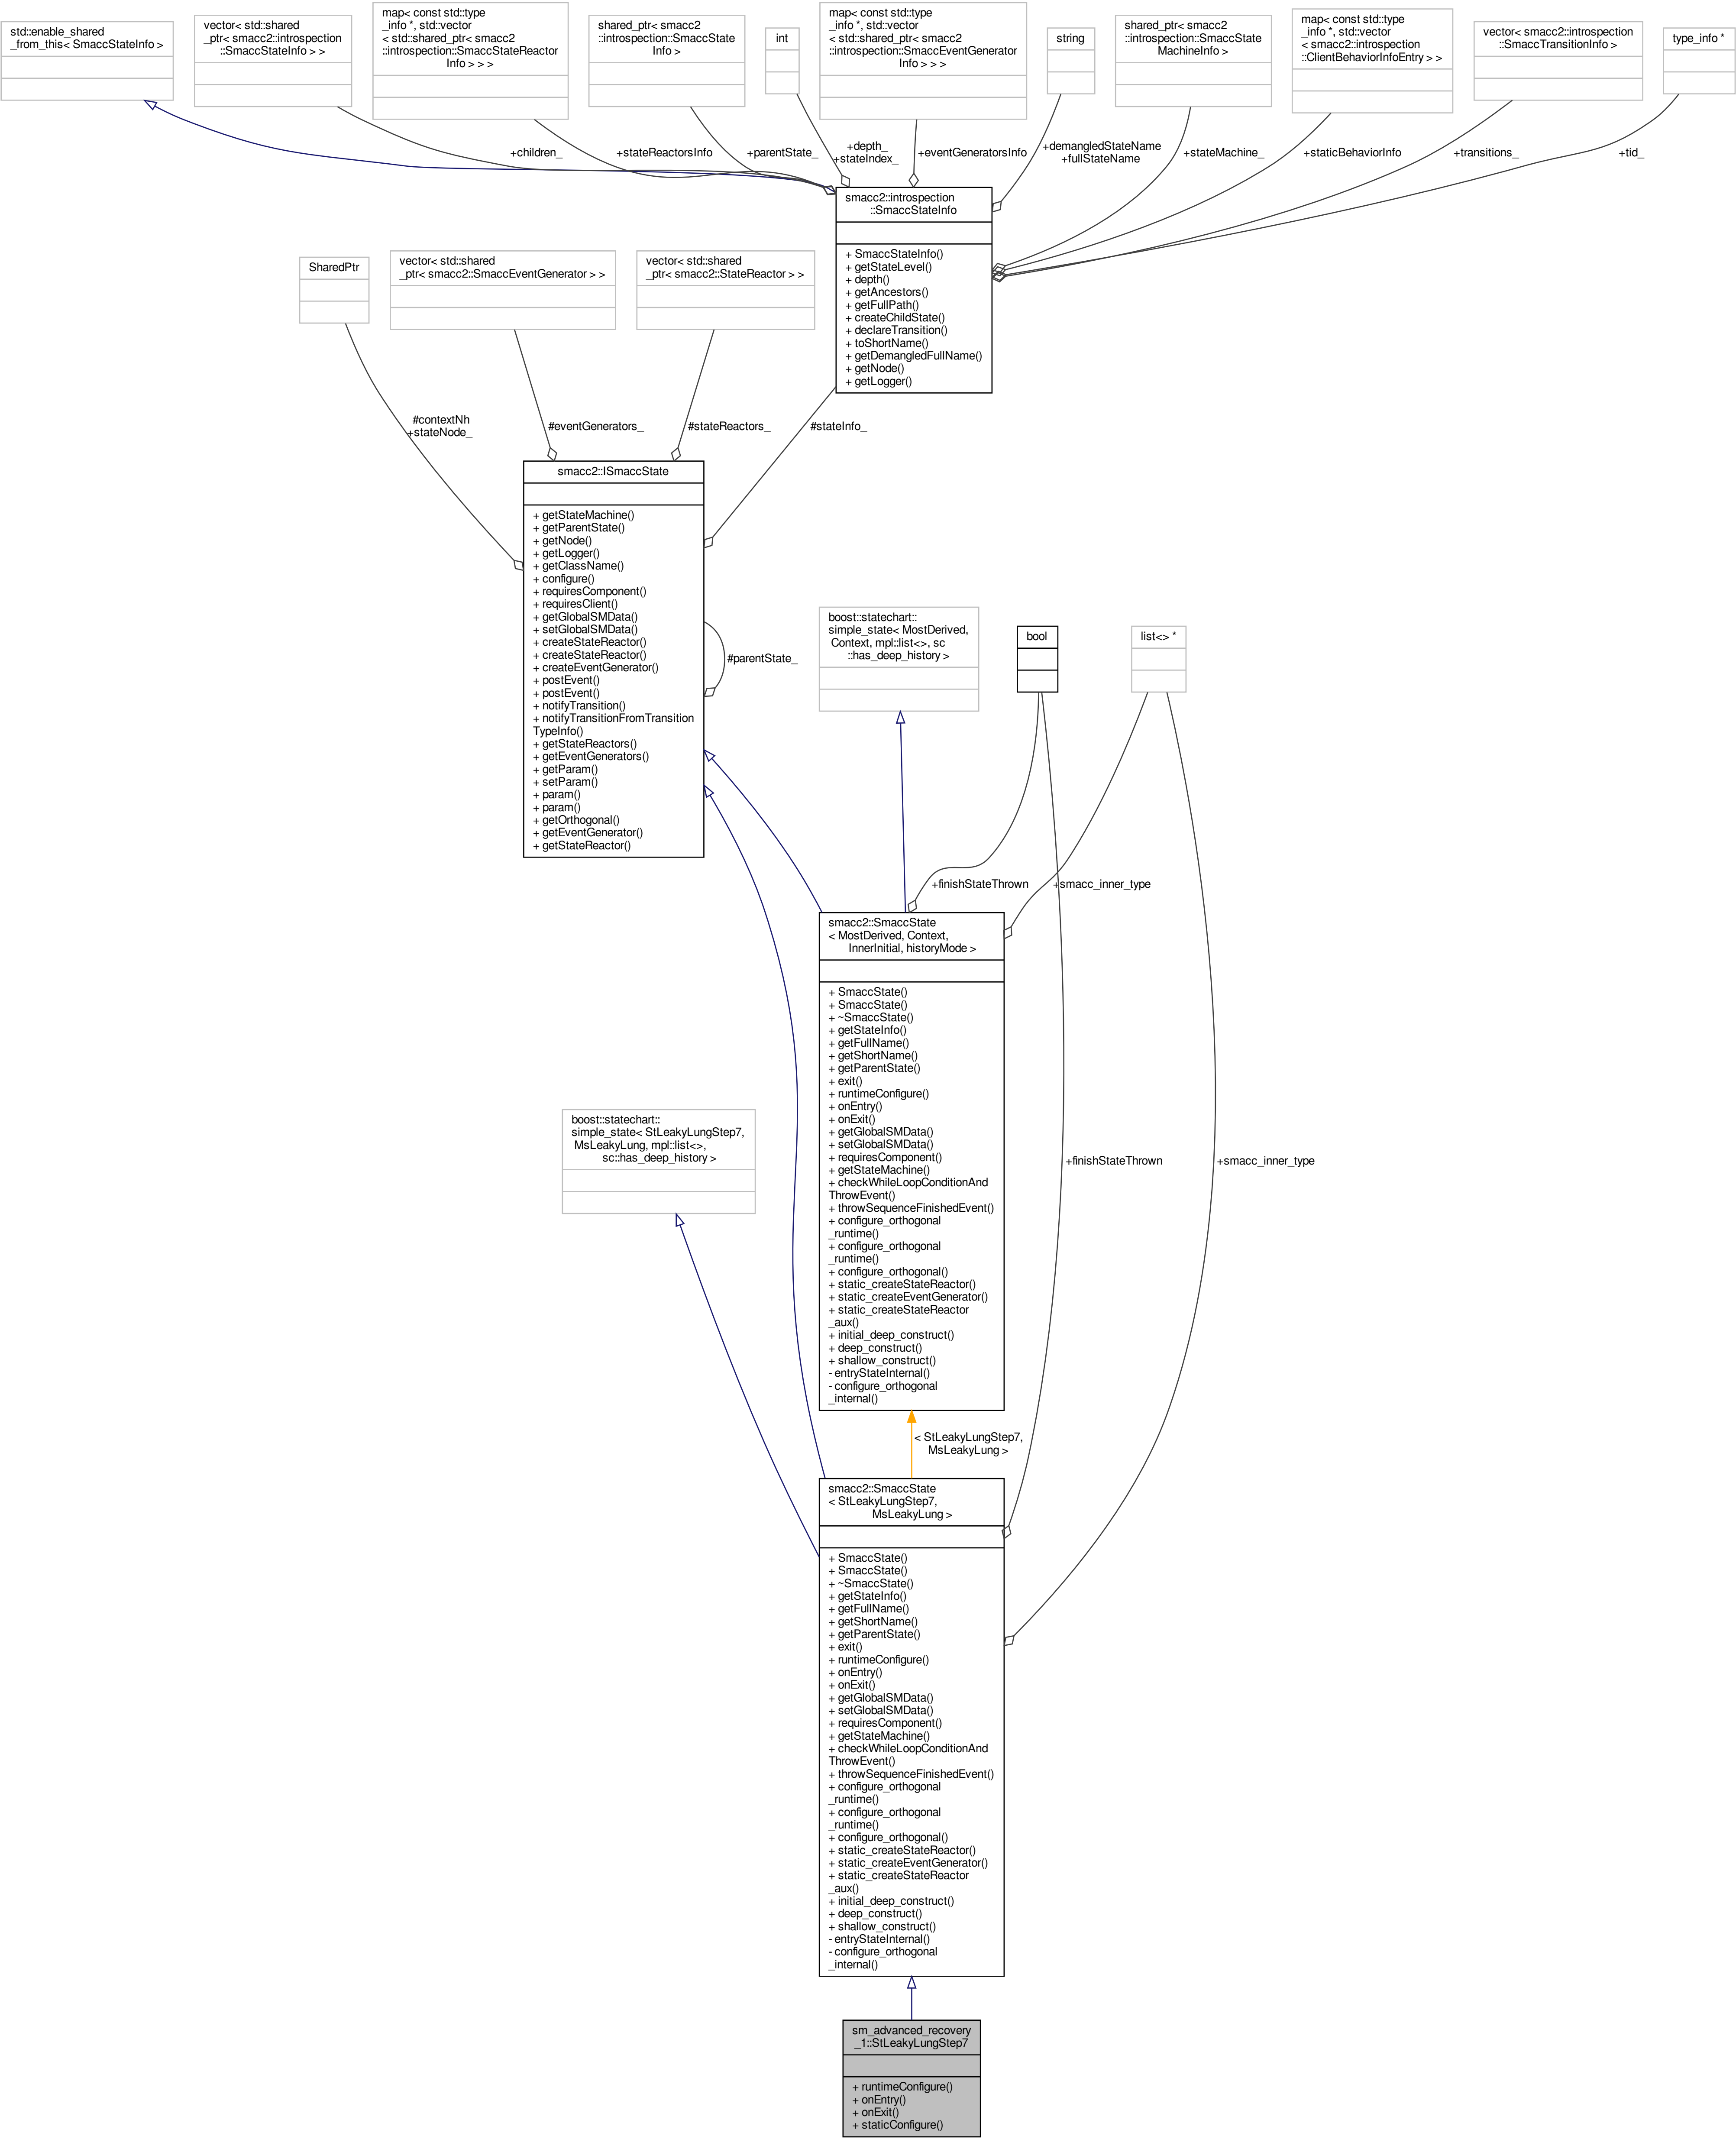 std::enable_shared
_from_this< SmaccStateInfo >
vector< std::shared
_ptr< smacc2::introspection
::SmaccStateInfo > >
map< const std::type
_info *, std::vector
< std::shared_ptr< smacc2
::introspection::SmaccStateReactor
Info > > >
shared_ptr< smacc2
::introspection::SmaccState
Info >
int
map< const std::type
_info *, std::vector
< std::shared_ptr< smacc2
::introspection::SmaccEventGenerator
Info > > >
string
shared_ptr< smacc2
::introspection::SmaccState
MachineInfo >
map< const std::type
_info *, std::vector
< smacc2::introspection
::ClientBehaviorInfoEntry > >
vector< smacc2::introspection
::SmaccTransitionInfo >
type_info *
+children_
+stateReactorsInfo
+parentState_
+depth_
+stateIndex_
+eventGeneratorsInfo
+demangledStateName
+fullStateName
+stateMachine_
+staticBehaviorInfo
+transitions_
+tid_
smacc2::introspection
::SmaccStateInfo
+ SmaccStateInfo()
+ getStateLevel()
+ depth()
+ getAncestors()
+ getFullPath()
+ createChildState()
+ declareTransition()
+ toShortName()
+ getDemangledFullName()
+ getNode()
+ getLogger()
SharedPtr
vector< std::shared
_ptr< smacc2::SmaccEventGenerator > >
vector< std::shared
_ptr< smacc2::StateReactor > >
#contextNh
+stateNode_
#eventGenerators_
#stateReactors_
#stateInfo_
smacc2::ISmaccState
+ getStateMachine()
+ getParentState()
+ getNode()
+ getLogger()
+ getClassName()
+ configure()
+ requiresComponent()
+ requiresClient()
+ getGlobalSMData()
+ setGlobalSMData()
+ createStateReactor()
+ createStateReactor()
+ createEventGenerator()
+ postEvent()
+ postEvent()
+ notifyTransition()
+ notifyTransitionFromTransition
TypeInfo()
+ getStateReactors()
+ getEventGenerators()
+ getParam()
+ setParam()
+ param()
+ param()
+ getOrthogonal()
+ getEventGenerator()
+ getStateReactor()
#parentState_
boost::statechart::
simple_state< MostDerived,
Context, mpl::list<>, sc
::has_deep_history >
bool
list<> *
+finishStateThrown
+smacc_inner_type
smacc2::SmaccState
< MostDerived, Context,
InnerInitial, historyMode >
+ SmaccState()
+ SmaccState()
+ ~SmaccState()
+ getStateInfo()
+ getFullName()
+ getShortName()
+ getParentState()
+ exit()
+ runtimeConfigure()
+ onEntry()
+ onExit()
+ getGlobalSMData()
+ setGlobalSMData()
+ requiresComponent()
+ getStateMachine()
+ checkWhileLoopConditionAnd
ThrowEvent()
+ throwSequenceFinishedEvent()
+ configure_orthogonal
_runtime()
+ configure_orthogonal
_runtime()
+ configure_orthogonal()
+ static_createStateReactor()
+ static_createEventGenerator()
+ static_createStateReactor
_aux()
+ initial_deep_construct()
+ deep_construct()
+ shallow_construct()
- entryStateInternal()
- configure_orthogonal
_internal()
boost::statechart::
simple_state< StLeakyLungStep7,
MsLeakyLung, mpl::list<>,
sc::has_deep_history >
+finishStateThrown
+smacc_inner_type
< StLeakyLungStep7,
MsLeakyLung >
smacc2::SmaccState
< StLeakyLungStep7,
MsLeakyLung >
+ SmaccState()
+ SmaccState()
+ ~SmaccState()
+ getStateInfo()
+ getFullName()
+ getShortName()
+ getParentState()
+ exit()
+ runtimeConfigure()
+ onEntry()
+ onExit()
+ getGlobalSMData()
+ setGlobalSMData()
+ requiresComponent()
+ getStateMachine()
+ checkWhileLoopConditionAnd
ThrowEvent()
+ throwSequenceFinishedEvent()
+ configure_orthogonal
_runtime()
+ configure_orthogonal
_runtime()
+ configure_orthogonal()
+ static_createStateReactor()
+ static_createEventGenerator()
+ static_createStateReactor
_aux()
+ initial_deep_construct()
+ deep_construct()
+ shallow_construct()
- entryStateInternal()
- configure_orthogonal
_internal()
sm_advanced_recovery
_1::StLeakyLungStep7
+ runtimeConfigure()
+ onEntry()
+ onExit()
+ staticConfigure()